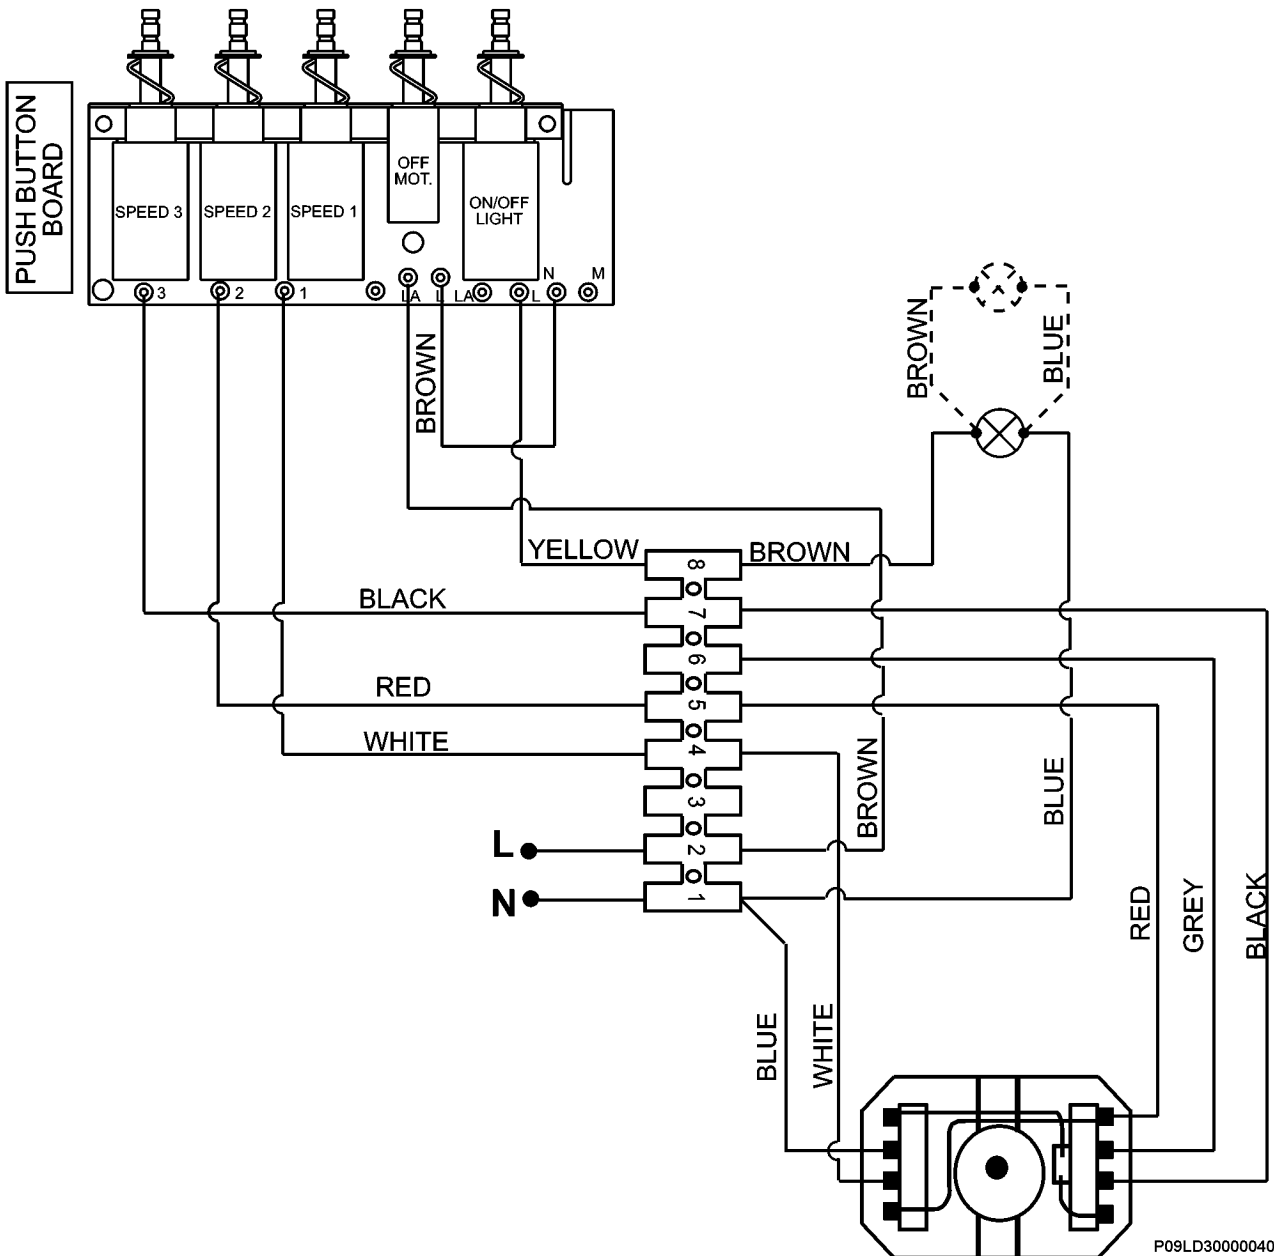 PUSH BUTTON
BOARD
SPEED 3
SPEED 2
SPEED 1
OFF
MOT.
ON/OFF
LIGHT
3
2
1
LA
L
LA
L
N
M
BROWN
BROWN
BLUE
YELLOW
BROWN
BLACK
RED
WHITE
8
7
6
5
4
3
2
1
L
N
BROWN
BLUE
RED
GREY
BLACK
BLUE
WHITE
P09LD30000040